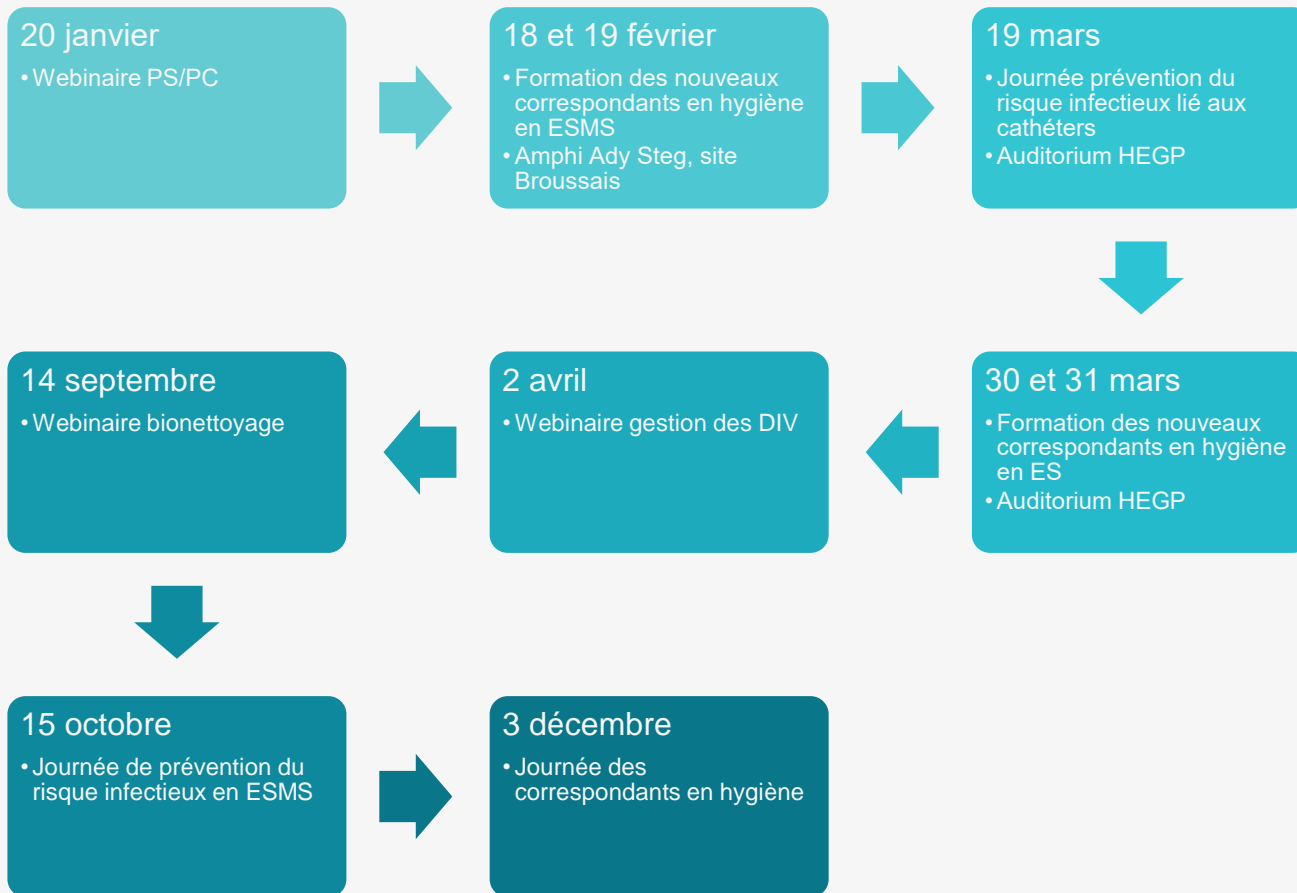 20 janvier
• Webinaire PS/PC
18 et 19 février
• Formation des nouveaux
correspondants en hygiène
en ESMS
• Amphi Ady Steg, site
Broussais
19 mars
• Journée prévention du
risque infectieux lié aux
cathéters
• Auditorium HEGP
30 et 31 mars
• Formation des nouveaux
correspondants en hygiène
en ES
• Auditorium HEGP
2 avril
• Webinaire gestion des DIV
14 septembre
• Webinaire bionettoyage
15 octobre
• Journée de prévention du
risque infectieux en ESMS
3 décembre
• Journée des
correspondants en hygiène